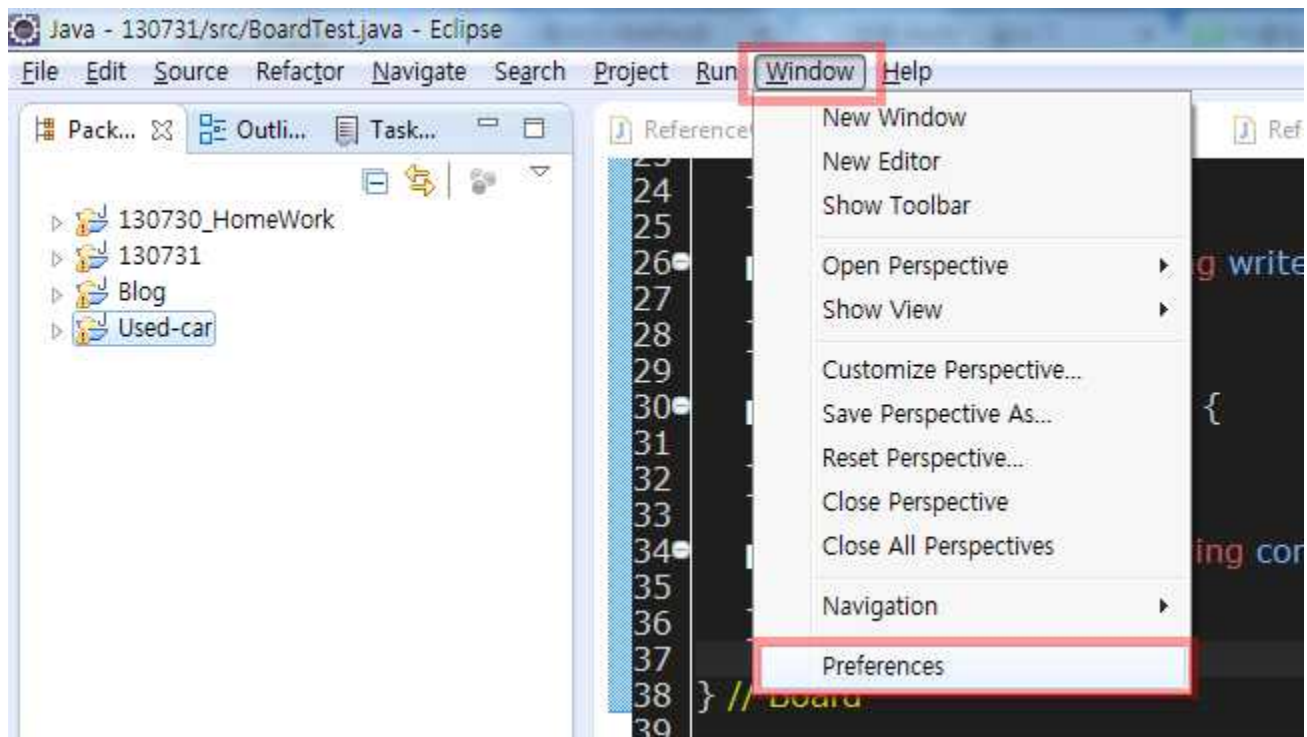 Java - 130731/src/BoardTest.java - Eclipse
File Edit Source Refactor Navigate Search Project Run Window Help
Pack... Outli... Task...
Reference
Ref
130730_HomeWork
130731
Blog
Used-car
New Window
New Editor
Show Toolbar
Open Perspective
Show View
Customize Perspective...
Save Perspective As...
Reset Perspective...
Close Perspective
Close All Perspectives
Navigation
Preferences
24
25
26 g write
27
28
29
30 {
31
32
33
34 ing con
35
36
37
38 } // Board
39